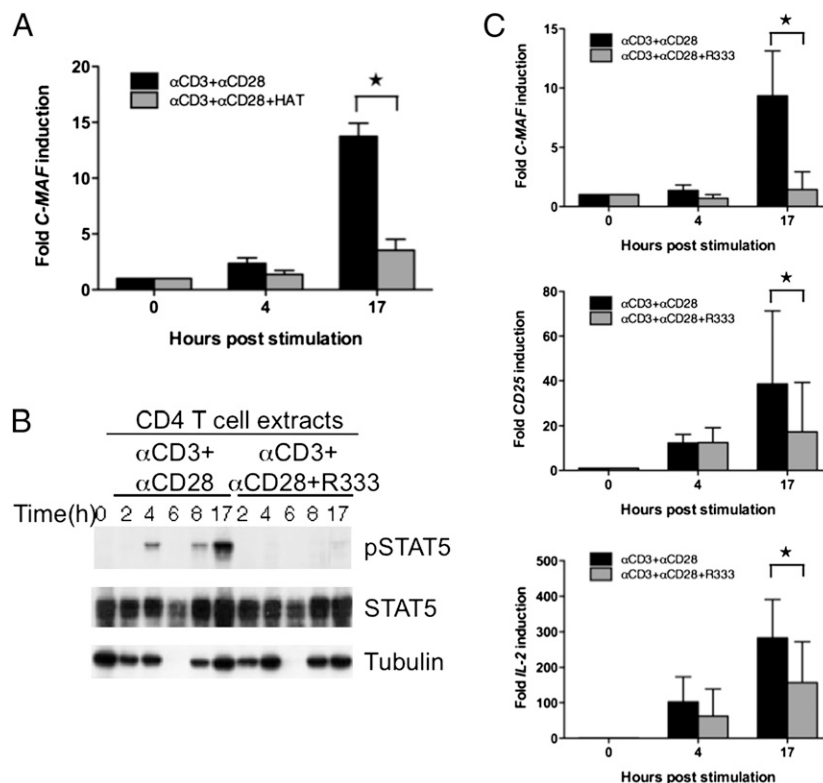 A
Fold C-MAF induction
20
15
10
5
0
αCD3+αCD28
αCD3+αCD28+HAT
★
0 4 17
Hours post stimulation
B
CD4 T cell extracts
αCD3+ αCD3+
αCD28 αCD28+R333
Time(h) 0 2 4 6 8 17 2 4 6 8 17
pSTAT5
STAT5
Tubulin
C
Fold C-MAF induction
15
10
5
0
αCD3+αCD28
αCD3+αCD28+R333
★
0 4 17
Hours post stimulation
Fold CD25 induction
80
60
40
20
0
αCD3+αCD28
αCD3+αCD28+R333
★
0 4 17
Hours post stimulation
Fold IL-2 induction
500
400
300
200
100
0
αCD3+αCD28
αCD3+αCD28+R333
★
0 4 17
Hours post stimulation